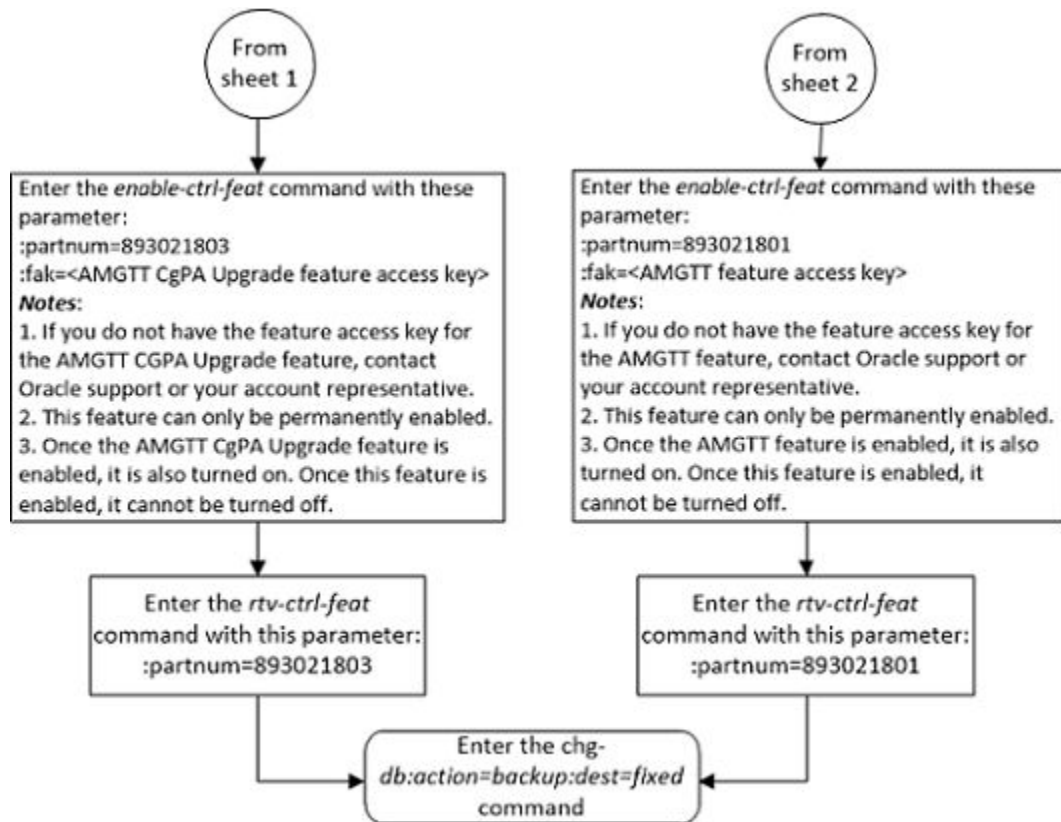 From
sheet 1
Enter the enable-ctrl-feat command with these
parameter:
:partnum=893021803
:fak=<AMGTT CgPA Upgrade feature access key>
Notes:
1. If you do not have the feature access key for
the AMGTT CGPA Upgrade feature, contact
Oracle support or your account representative.
2. This feature can only be permanently enabled.
3. Once the AMGTT CgPA Upgrade feature is
enabled, it is also turned on. Once this feature is
enabled, it cannot be turned off.
Enter the rtv-ctrl-feat
command with this parameter:
:partnum=893021803
From
sheet 2
Enter the enable-ctrl-feat command with these
parameter:
:partnum=893021801
:fak=<AMGTT feature access key>
Notes:
1. If you do not have the feature access key for
the AMGTT feature, contact Oracle support or
your account representative.
2. This feature can only be permanently enabled.
3. Once the AMGTT feature is enabled, it is also
turned on. Once this feature is enabled, it
cannot be turned off.
Enter the rtv-ctrl-feat
command with this parameter:
:partnum=893021801
Enter the chg-
db:action=backup:dest=fixed
command